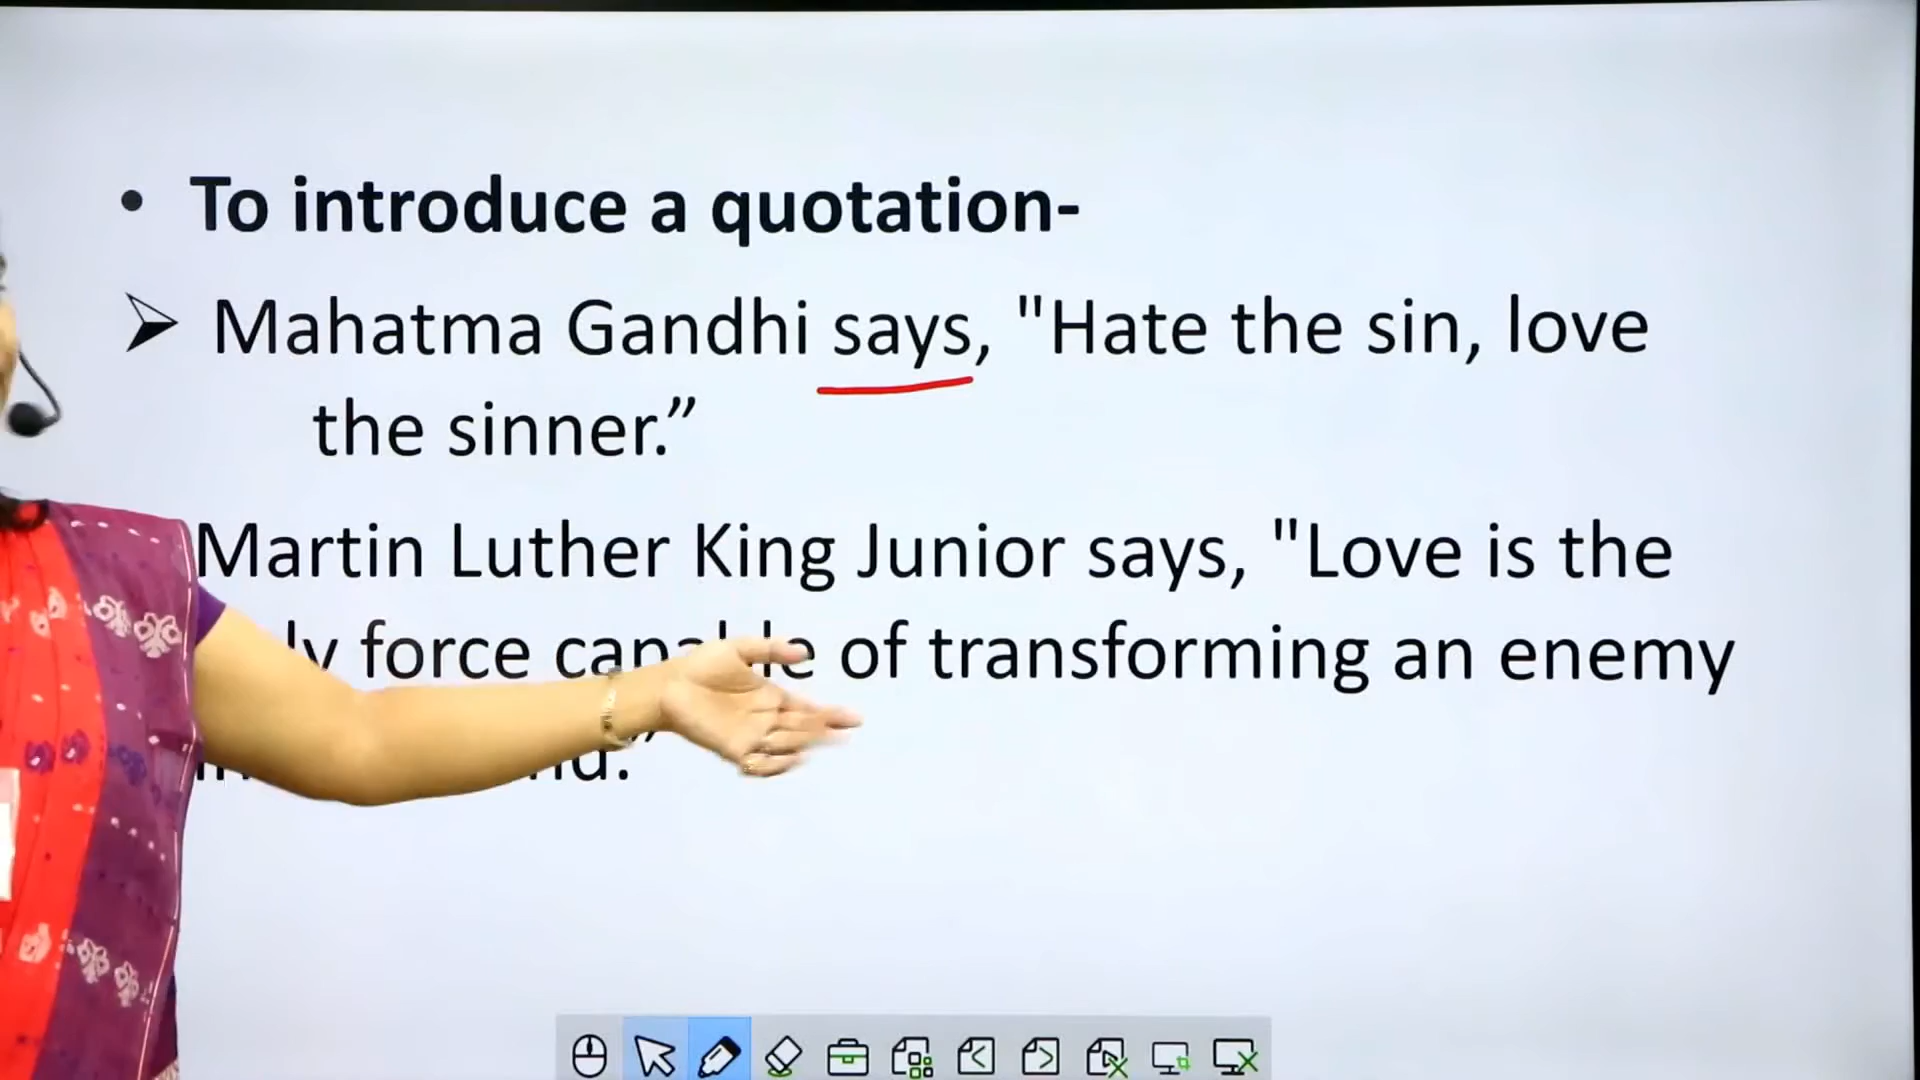 • To introduce a quotation-
➢ Mahatma Gandhi says, "Hate the sin, love
the sinner.”
Martin Luther King Junior says, "Love is the
force of transforming an enemy